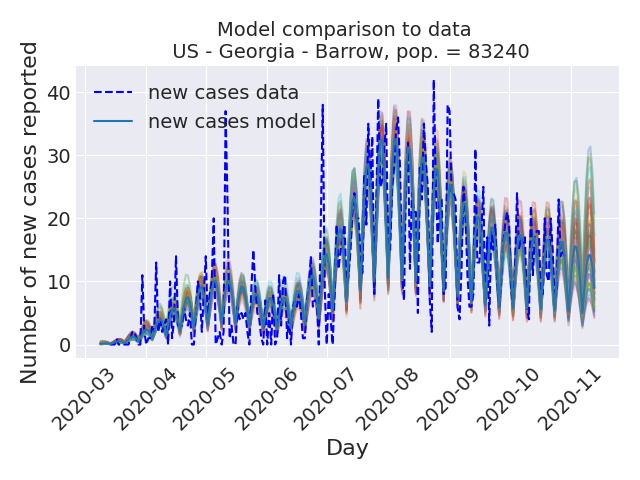 Model comparison to data
US - Georgia - Barrow, pop. = 83240
Number of new cases reported
40
30
20
10
0
new cases data
new cases model
2020-03
2020-04
2020-05
2020-06
2020-07
2020-08
2020-09
2020-10
2020-11
Day